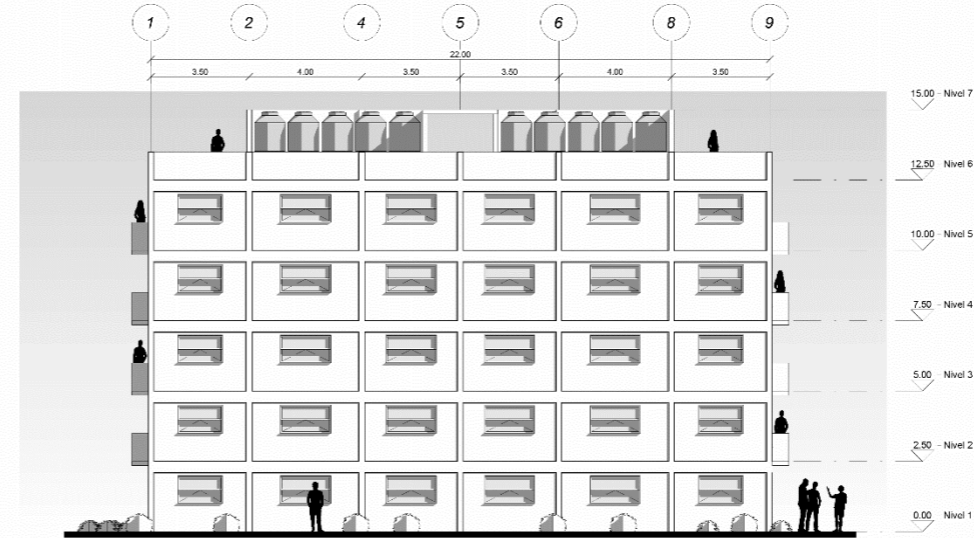 1 2 4 5 6 8 9
22.00
3.50 4.00 3.50 3.50 4.00 3.50
15.00 - Nivel 7
12.50 Nivel 6
10.00 - Nivel 5
7.50 - Nivel 4
5.00 - Nivel 3
2.50 - Nivel 2
0.00 - Nivel 1